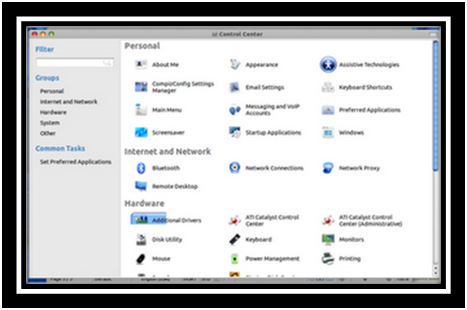 Control Center
Filter
Groups
Personal
Internet and Network
Hardware
System
Other
Common Tasks
Set Preferred Applications
Personal
About Me
Appearance
Assistive Technologies
CompizConfig Settings
Manager
Email Settings
Keyboard Shortcuts
Main Menu
Messaging and VoIP
Accounts
Preferred Applications
Screensaver
Startup Applications
Windows
Internet and Network
Bluetooth
Network Connections
Network Proxy
Remote Desktop
Hardware
Additional Drivers
ATI Catalyst Control
Center
ATI Catalyst Control
Center (Administrative)
Disk Utility
Keyboard
Monitors
Mouse
Power Management
Printing